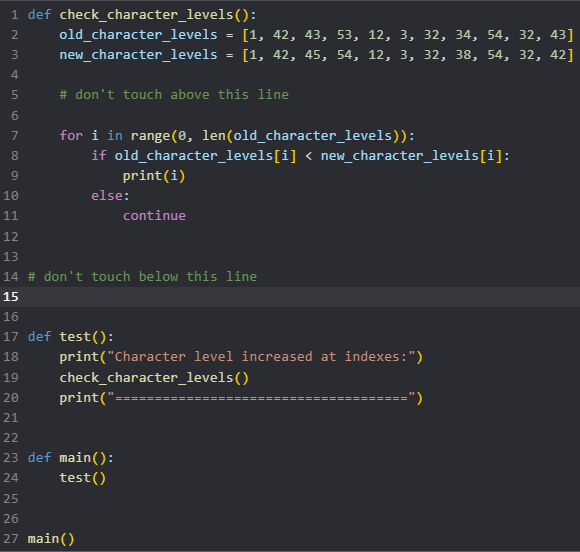 1 def check_character_levels():
2     old_character_levels = [1, 42, 43, 53, 12, 3, 32, 34, 54, 32, 43]
3     new_character_levels = [1, 42, 45, 54, 12, 3, 32, 38, 54, 32, 42]
4
5     # don't touch above this line
6
7     for i in range(0, len(old_character_levels)):
8         if old_character_levels[i] < new_character_levels[i]:
9             print(i)
10         else:
11             continue
12
13
14 # don't touch below this line
15
16
17 def test():
18     print("Character level increased at indexes:")
19     check_character_levels()
20     print("=====================================")
21
22
23 def main():
24     test()
25
26
27 main()